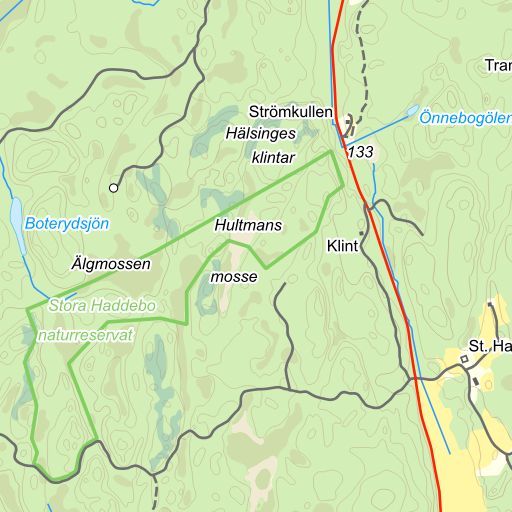 Tran
Strömkullen
Önnebogölen
Hälsinges
klintar
133
Boterydsjön
Hultmans
Klint
Älgmossen
mosse
Stora Haddebo
naturreservat
St. Ha